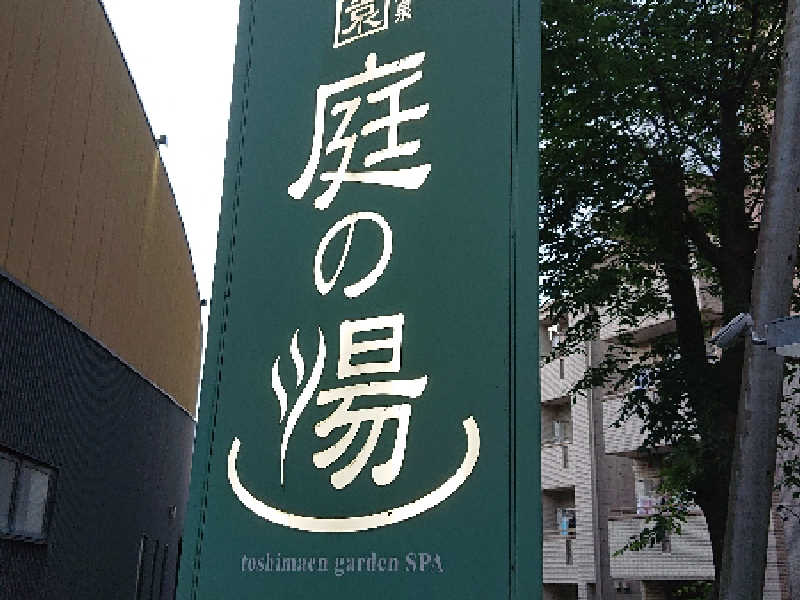 庭の湯
toshimaen garden SPA